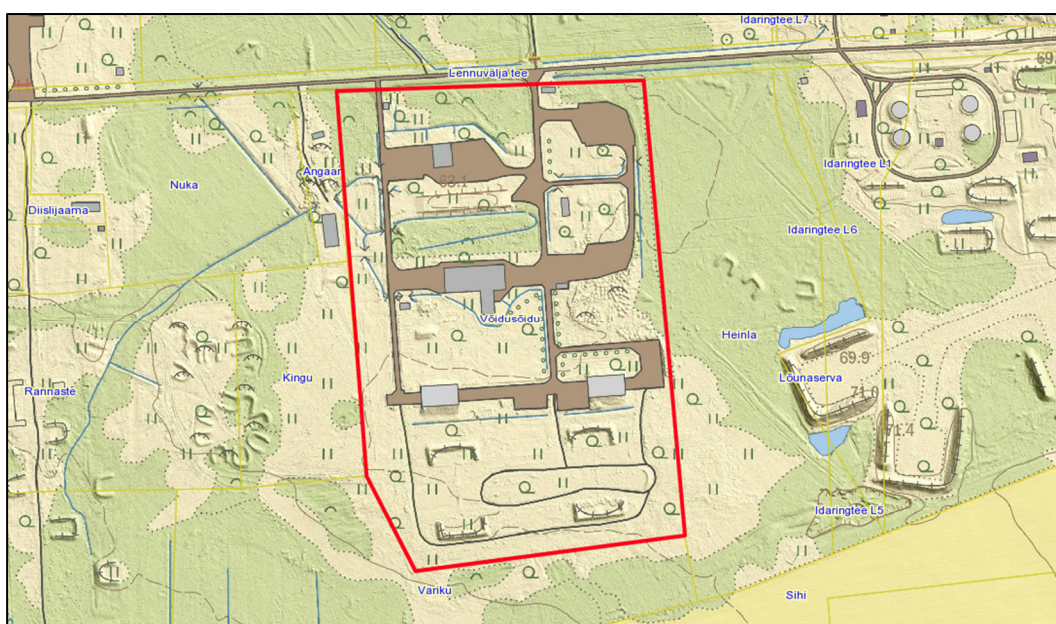 Idaringtee L7
Lennuvälja tee
Angaar
63.1
Idaringtee L1
Nuka
Diislijaama
Idaringtee L6
Võidusõidu
Heinla
69.9
Rannaste
Kingu
Lõunaserva
71.0
71.4
Idaringtee L5
Variku
Sihi